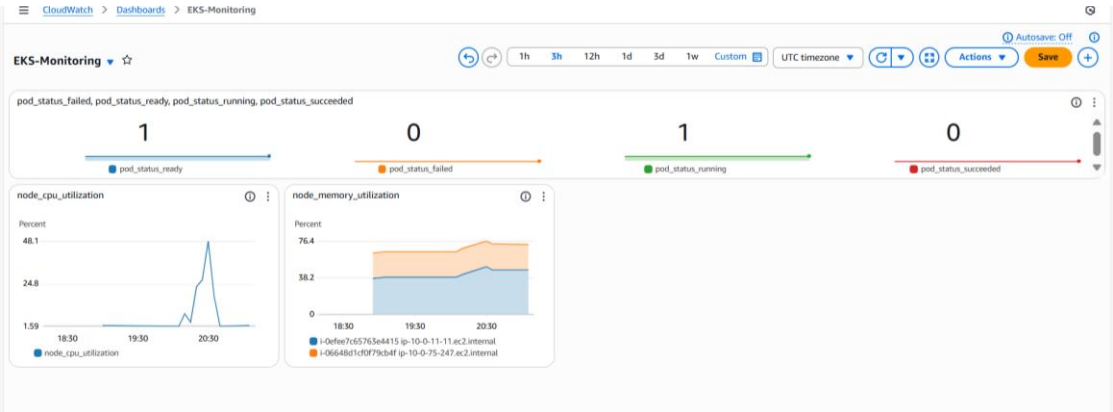 CloudWatch > Dashboards > EKS-Monitoring
Autosave: Off
EKS-Monitoring
1h 3h 12h 1d 3d 1w Custom UTC timezone Actions Save
pod_status_failed, pod_status_ready, pod_status_running, pod_status_succeeded
1 0 1 0
pod_status_ready pod_status_failed pod_status_running pod_status_succeeded
node_cpu_utilization
Percent
48.1
24.8
1.59
18:30 19:30 20:30
node_cpu_utilization
node_memory_utilization
Percent
76.4
38.2
0
18:30 19:30 20:30
i-0efee7c65763e4415 ip-10-0-11-11.ec2.internal
i-06648d1cf0f79cb4f ip-10-0-75-247.ec2.internal